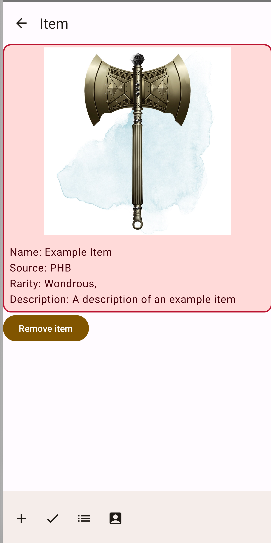 Item
Name: Example Item
Source: PHB
Rarity: Wondrous,
Description: A description of an example item
Remove item